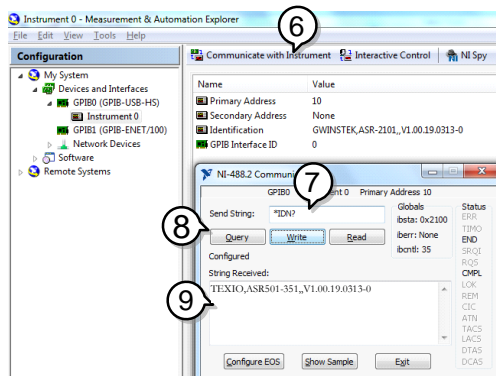 Instrument 0 - Measurement & Automation Explorer
File Edit View Tools Help
6
Configuration
Communicate with Instrument Interactive Control NI Spy
My System
Devices and Interfaces
GPIB0 (GPIB-USB-HS)
Instrument 0
GPIB1 (GPIB-ENET/100)
Network Devices
Software
Remote Systems
Name Value
Primary Address 10
Secondary Address None
Identification GWINSTEK,ASR-2101,,V1.00.19.0313-0
GPIB Interface ID 0
NI-488.2
7
GPIB0 0 Primary Address 10
Send String: *IDN?
8
Query Write Read
Configured
Globals
ibsta: 0x2100
iberr: None
ibcntl: 35
Status
ERR
TIMO
END
SRQI
RQS
CMPL
LOK
REM
CIC
ATN
TACS
LACS
DTAS
DCAS
String Received:
9
TEXIO,ASR501-351,,V1.00.19.0313-0
Configure EOS Show Sample Exit